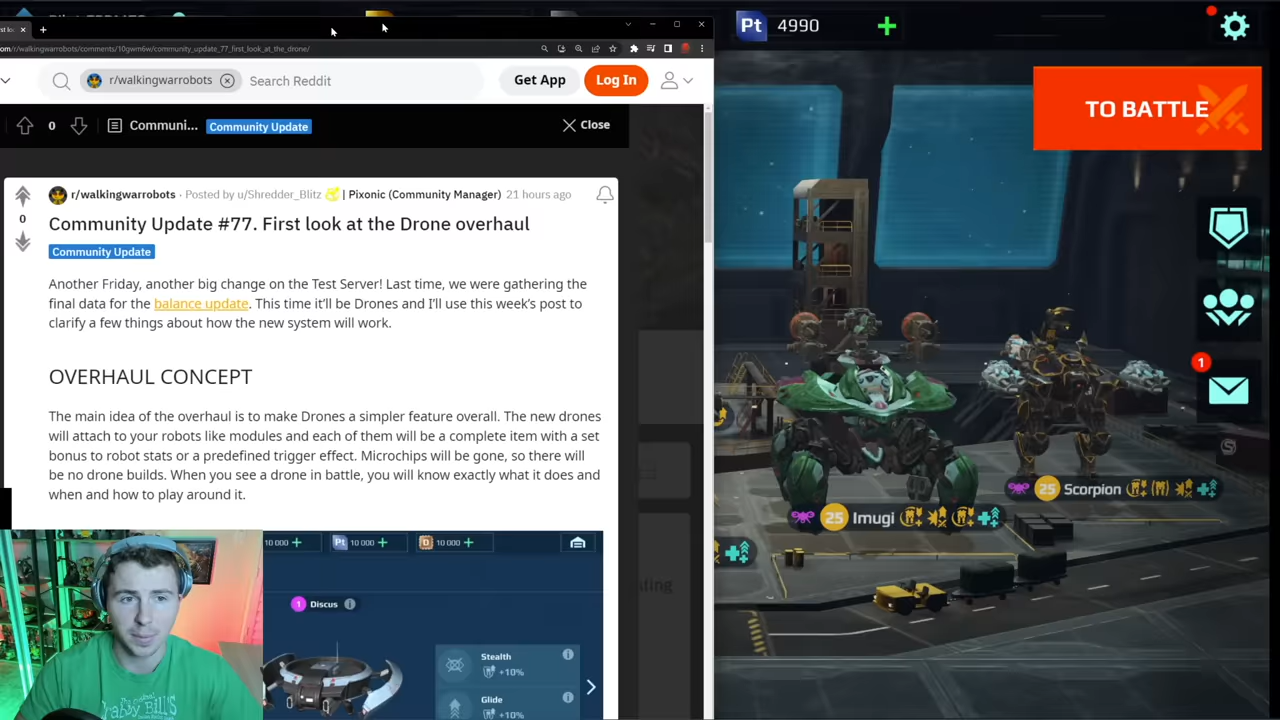 Pt 4990 +
om/r/walkingwarrobots/comments/10gwm6w/community_update_77_first_look_at_the_drone/
r/walkingwarrobots
Search Reddit
Get App
Log In
TO BATTLE
0
Communi...
Community Update
Close
r/walkingwarrobots · Posted by u/Shredder_Blitz | Pixonic (Community Manager) 21 hours ago
0
Community Update #77. First look at the Drone overhaul
Community Update
Another Friday, another big change on the Test Server! Last time, we were gathering the
final data for the balance update. This time it'll be Drones and I'll use this week's post to
clarify a few things about how the new system will work.
1
OVERHAUL CONCEPT
The main idea of the overhaul is to make Drones a simpler feature overall. The new drones
will attach to your robots like modules and each of them will be a complete item with a set
bonus to robot stats or a predefined trigger effect. Microchips will be gone, so there will
be no drone builds. When you see a drone in battle, you will know exactly what it does and
when and how to play around it.
25 Scorpion
25 Imugi
10 000 + Pt 10 000 + D 10 000 +
1 Discus
Stealth
+10%
Glide
+10%